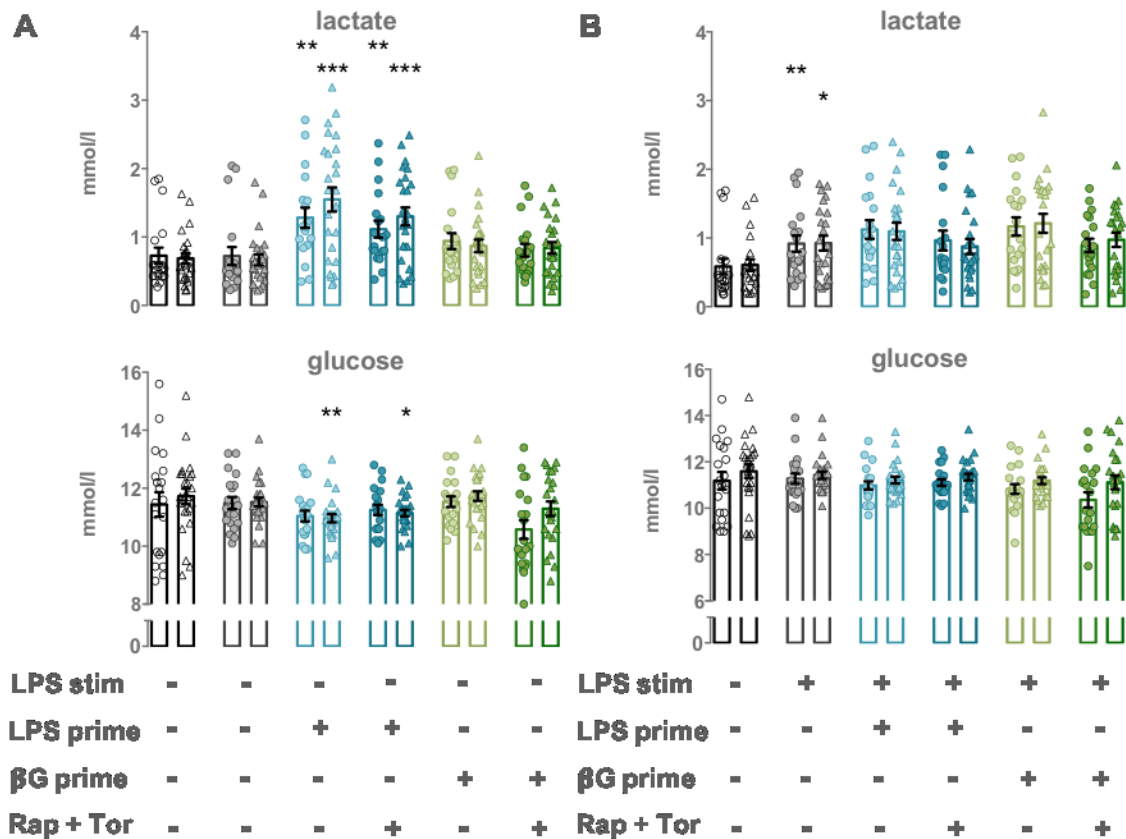 A
lactate
** **
*** ***
4
3
2
1
0
mmol/l
glucose
** *
16
14
12
10
8
0
mmol/l
B
lactate
**
*
4
3
2
1
0
mmol/l
glucose
16
14
12
10
8
6
0
mmol/l
LPS stim - - - - - - LPS stim - + + + + +
LPS prime - - + + - - LPS prime - - + + - -
βG prime - - - - + + βG prime - - - - + +
Rap + Tor - - - + - + Rap + Tor - - - + - +